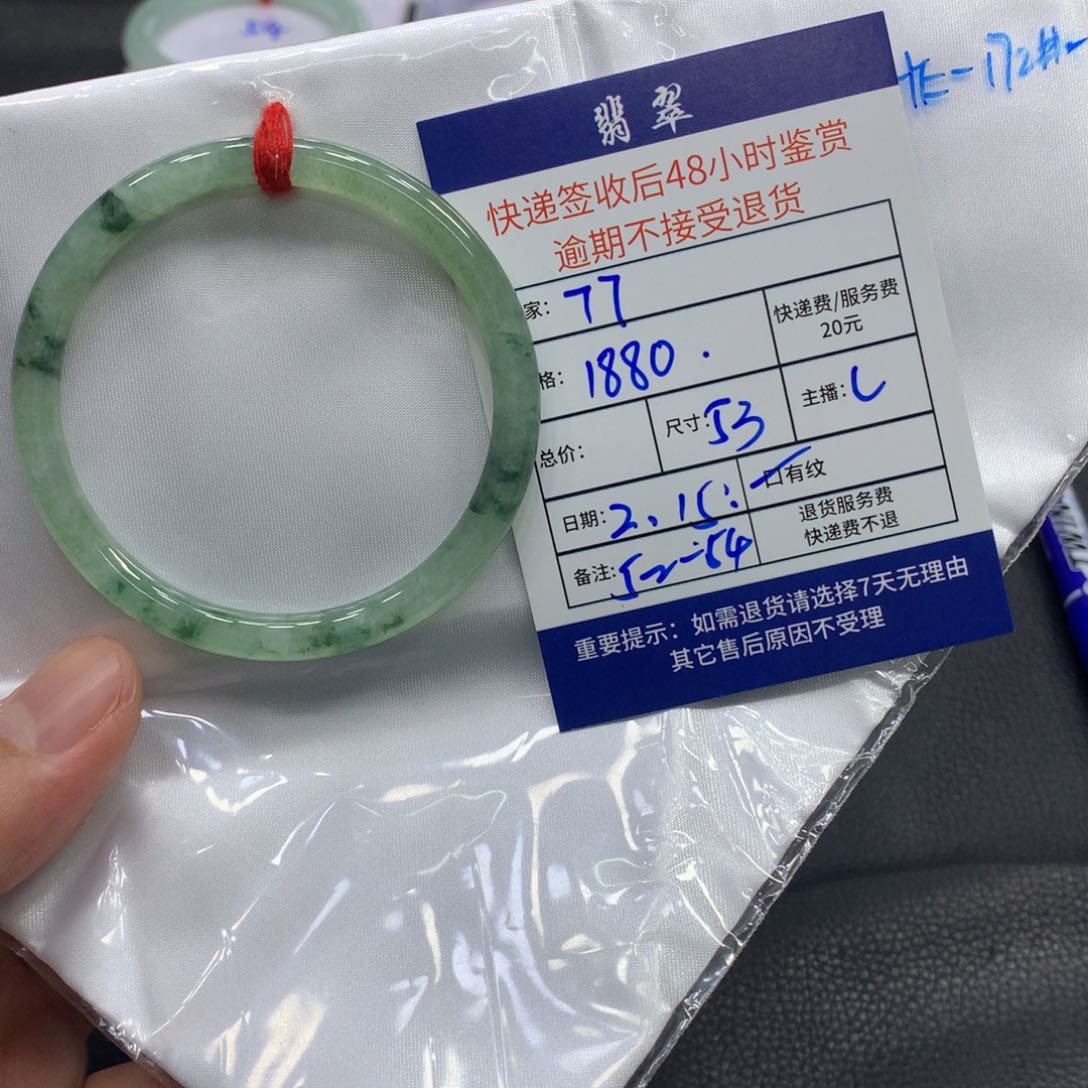 翡翠
快递签收后48小时鉴赏
逾期不接受退货
家：77
格：1880.
快递费/服务费
20元
总价：
尺寸：53
主播：L
日期：2.15.
口有纹
备注：52-54
退货服务费
快递费不退
重要提示：如需退货请选择7天无理由
其它售后原因不受理
-172#-